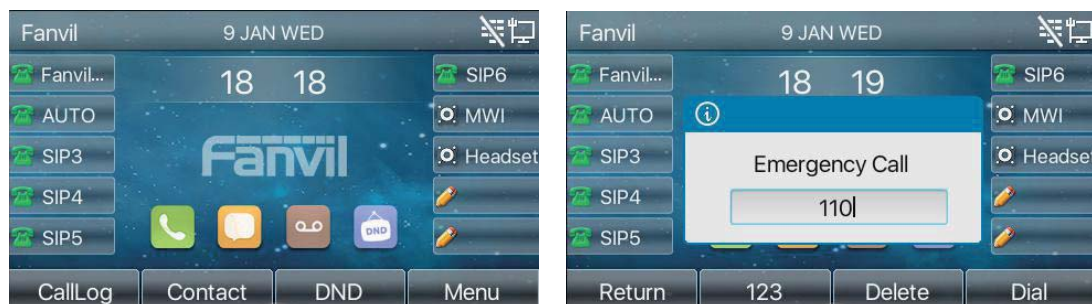 Fanvil
9 JAN WED
Fanvil...
18 18
SIP6
AUTO
MWI
SIP3
Fanvil
Headset
SIP4
SIP5
DND
CallLog
Contact
DND
Menu
Fanvil
9 JAN WED
Fanvil...
18 19
SIP6
AUTO
MWI
SIP3
Emergency Call
Headse
SIP4
110
SIP5
Return
123
Delete
Dial